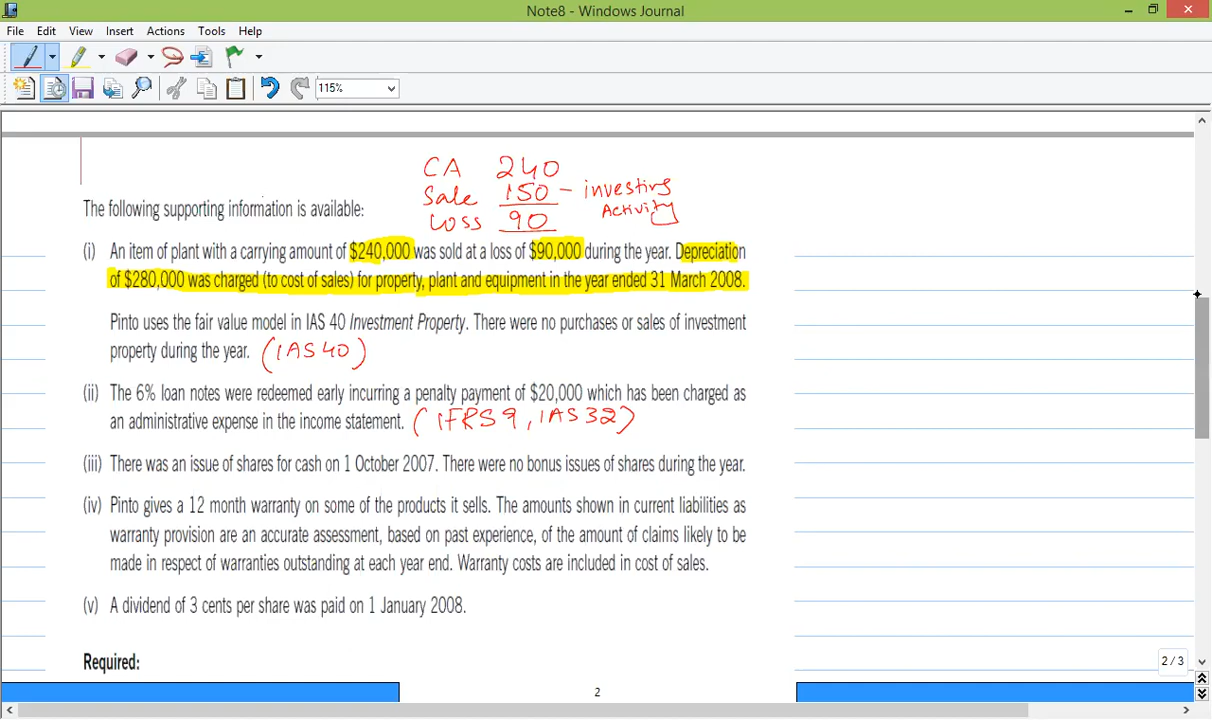 Note8 - Windows Journal
File Edit View Insert Actions Tools Help
115%
CA 240
Sale 150 - investing
Activity
Loss 90
The following supporting information is available:
(i) An item of plant with a carrying amount of $240,000 was sold at a loss of $90,000 during the year. Depreciation
of $280,000 was charged (to cost of sales) for property, plant and equipment in the year ended 31 March 2008.
Pinto uses the fair value model in IAS 40 Investment Property. There were no purchases or sales of investment
property during the year. (IAS 40)
(ii) The 6% loan notes were redeemed early incurring a penalty payment of $20,000 which has been charged as
an administrative expense in the income statement. (IFRS 9, IAS 32)
(iii) There was an issue of shares for cash on 1 October 2007. There were no bonus issues of shares during the year.
(iv) Pinto gives a 12 month warranty on some of the products it sells. The amounts shown in current liabilities as
warranty provision are an accurate assessment, based on past experience, of the amount of claims likely to be
made in respect of warranties outstanding at each year end. Warranty costs are included in cost of sales.
(v) A dividend of 3 cents per share was paid on 1 January 2008.
Required:
2 / 3
2